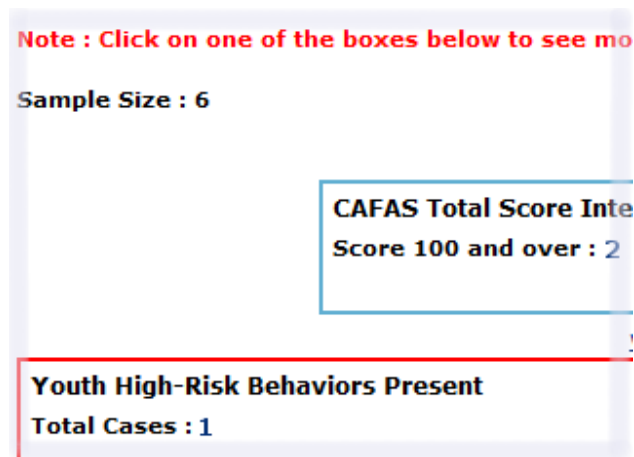 Note : Click on one of the boxes below to see mo
Sample Size : 6
CAFAS Total Score Inte
Score 100 and over : 2
Youth High-Risk Behaviors Present
Total Cases : 1